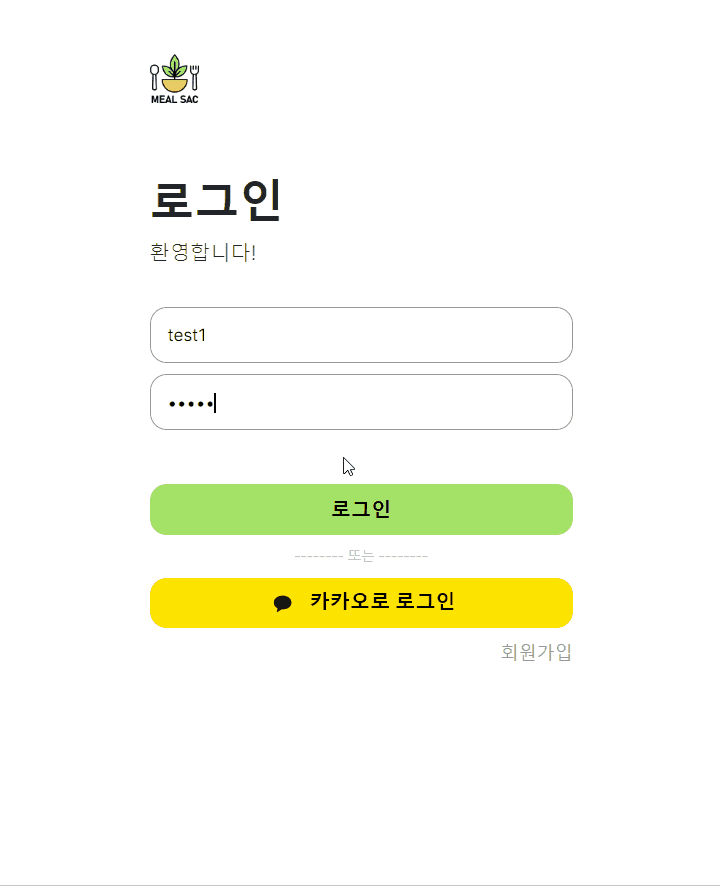 MEAL SAC
로그인
환영합니다!
test1
•••••
로그인
-------- 또는 --------
카카오로 로그인
회원가입